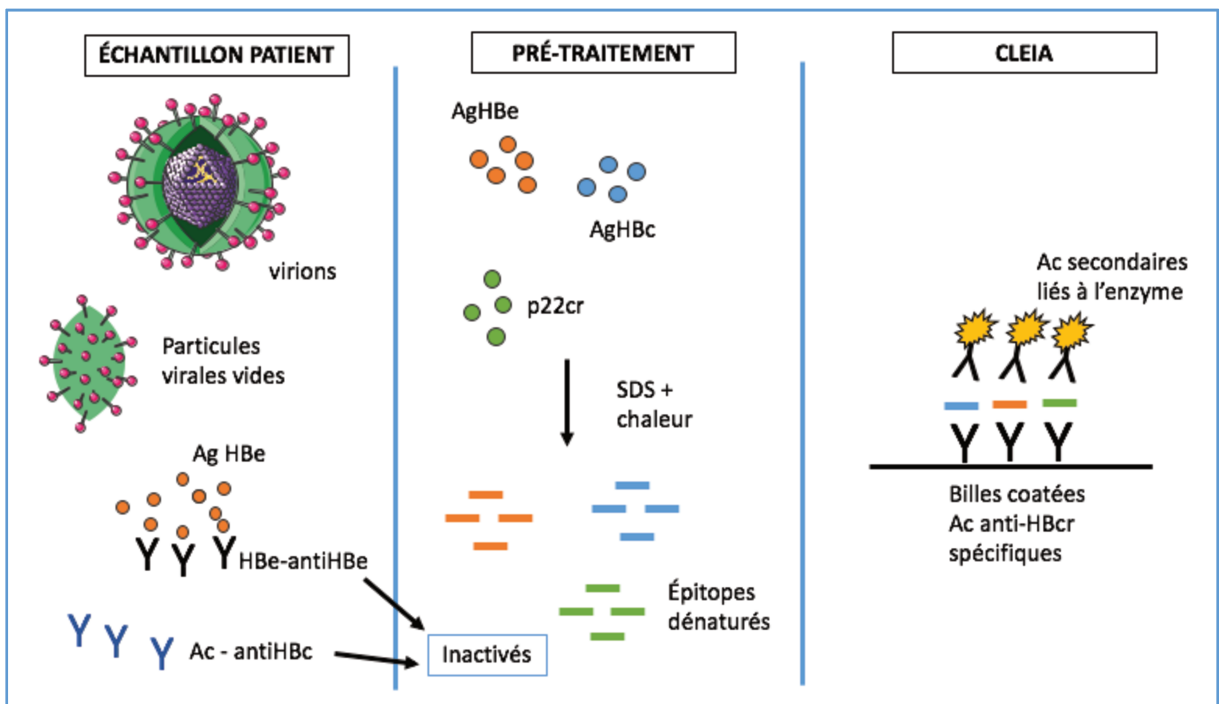 ÉCHANTILLON PATIENT
virions
Particules
virales vides
Ag HBe
HBe-antiHBe
Ac - antiHBc
PRÉ-TRAITEMENT
AgHBe
AgHBc
p22cr
SDS +
chaleur
Épitopes
dénaturés
Inactivés
CLEIA
Ac secondaires
liés à l'enzyme
Billes coatées
Ac anti-HBcr
spécifiques